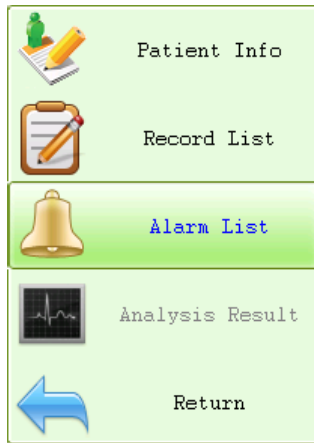 Patient Info
Record List
Alarm List
Analysis Result
Return